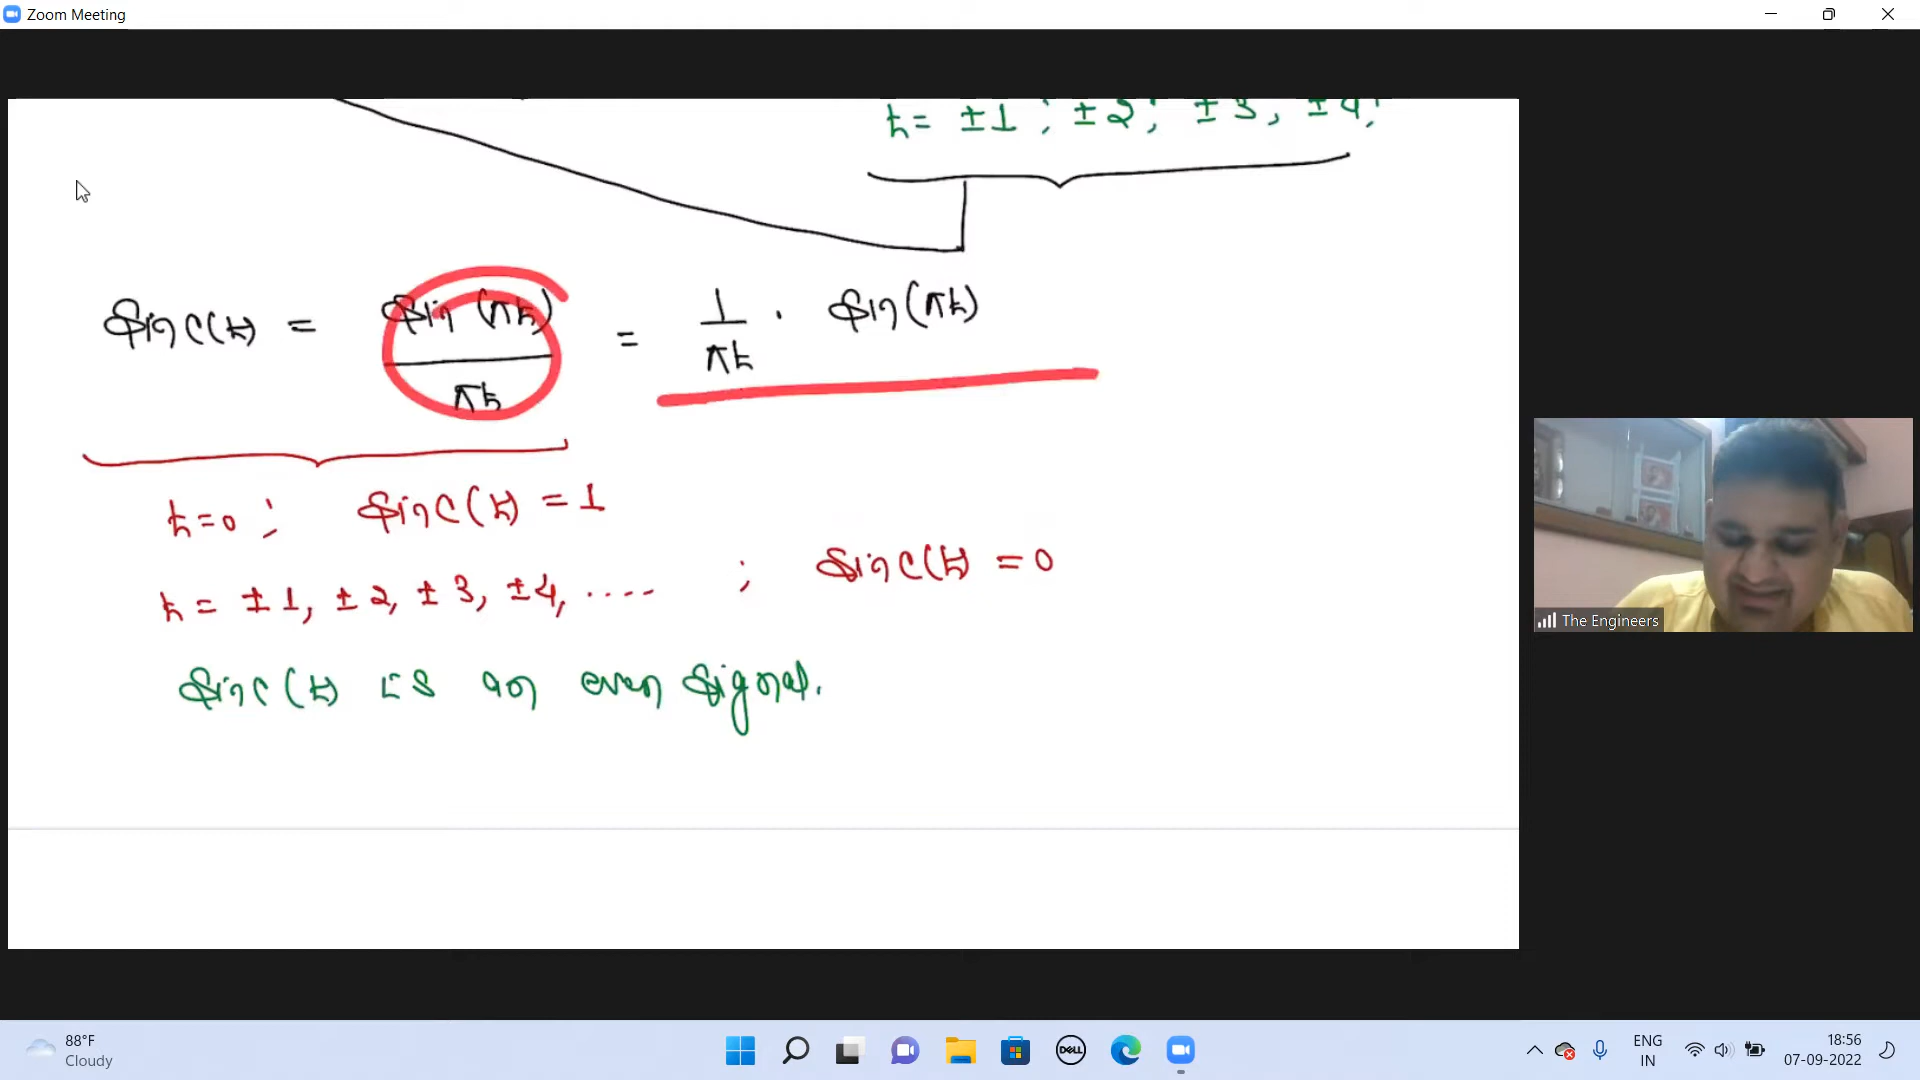 Zoom Meeting
t = ±1 ; ±2 ; ±3 , ±4 ;
Sinc(t) = Sin(πt) / πt = 1 / πt · Sin(πt)
t=0 ; Sinc(t) = 1
t = ±1, ±2, ±3, ±4, .... ; Sinc(t) = 0
Sinc(t) is an even signal.
The Engineers
88°F
Cloudy
DELL
ENG
IN
18:56
07-09-2022